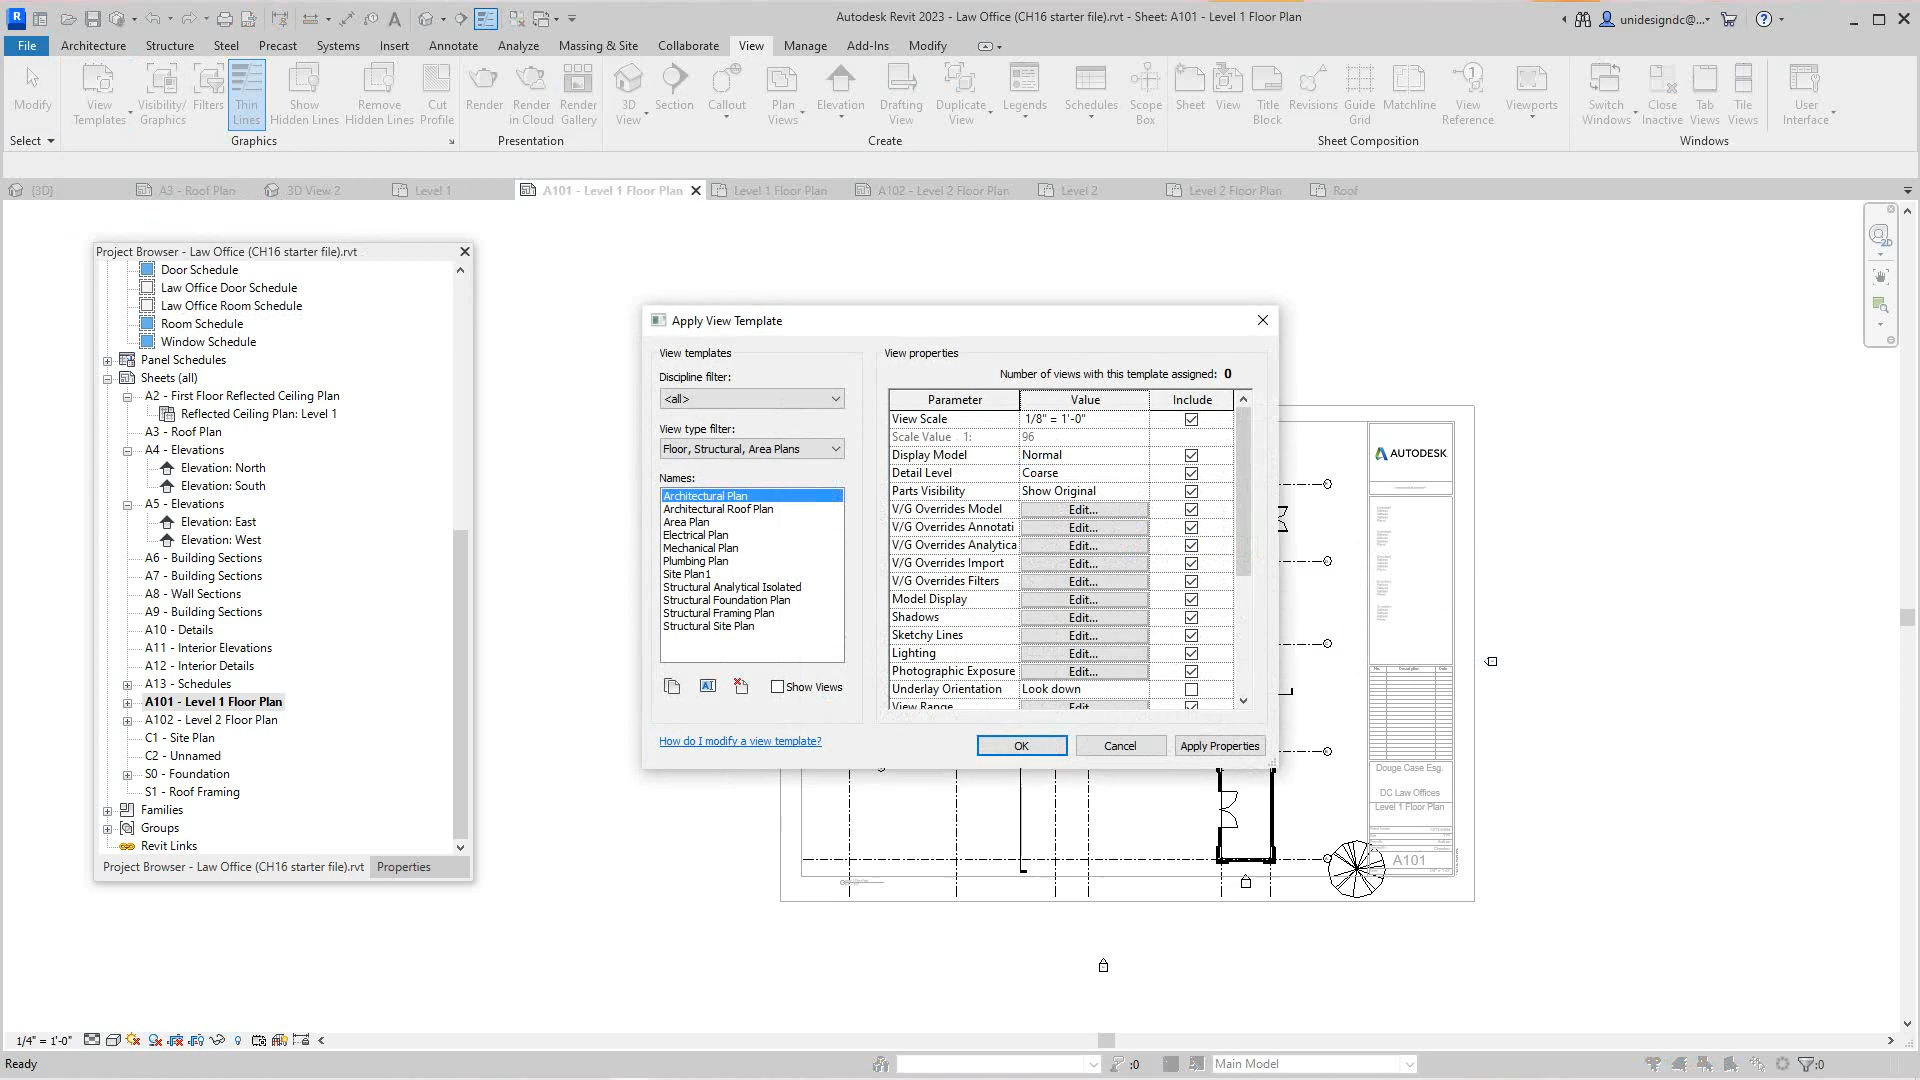 Autodesk Revit 2023 - Law Office (CH16 starter file).rvt - Sheet: A101 - Level 1 Floor Plan
unidesigndc@...
File Architecture Structure Steel Precast Systems Insert Annotate Analyze Massing & Site Collaborate View Manage Add-Ins Modify
Modify
View Templates
Visibility/ Graphics
Filters
Thin Lines
Show Hidden Lines
Remove Hidden Lines
Cut Profile
Render
Render in Cloud
Render Gallery
3D View
Section
Callout
Plan Views
Elevation
Drafting View
Duplicate View
Legends
Schedules
Scope Box
Sheet
View
Title Block
Revisions
Guide Grid
Matchline
View Reference
Viewports
Switch Windows
Close Inactive
Tab Views
Tile Views
User Interface
Select Graphics Presentation Create Sheet Composition Windows
{3D} A3 - Roof Plan 3D View 2 Level 1 A101 - Level 1 Floor Plan Level 1 Floor Plan A102 - Level 2 Floor Plan Level 2 Level 2 Floor Plan Roof
2D
Project Browser - Law Office (CH16 starter file).rvt
Door Schedule
Law Office Door Schedule
Law Office Room Schedule
Room Schedule
Window Schedule
Panel Schedules
Sheets (all)
A2 - First Floor Reflected Ceiling Plan
Reflected Ceiling Plan: Level 1
A3 - Roof Plan
A4 - Elevations
Elevation: North
Elevation: South
A5 - Elevations
Elevation: East
Elevation: West
A6 - Building Sections
A7 - Building Sections
A8 - Wall Sections
A9 - Building Sections
A10 - Details
A11 - Interior Elevations
A12 - Interior Details
A13 - Schedules
A101 - Level 1 Floor Plan
A102 - Level 2 Floor Plan
C1 - Site Plan
C2 - Unnamed
S0 - Foundation
S1 - Roof Framing
Families
Groups
Revit Links
Project Browser - Law Office (CH16 starter file).rvt Properties
Apply View Template
View templates
Discipline filter:
<all>
View type filter:
Floor, Structural, Area Plans
Names:
Architectural Plan
Architectural Roof Plan
Area Plan
Electrical Plan
Mechanical Plan
Plumbing Plan
Site Plan1
Structural Analytical Isolated
Structural Foundation Plan
Structural Framing Plan
Structural Site Plan
Show Views
How do I modify a view template?
View properties
Number of views with this template assigned: 0
Parameter Value Include
View Scale 1/8" = 1'-0"
Scale Value 1: 96
Display Model Normal
Detail Level Coarse
Parts Visibility Show Original
V/G Overrides Model Edit...
V/G Overrides Annotati Edit...
V/G Overrides Analytica Edit...
V/G Overrides Import Edit...
V/G Overrides Filters Edit...
Model Display Edit...
Shadows Edit...
Sketchy Lines Edit...
Lighting Edit...
Photographic Exposure Edit...
Underlay Orientation Look down
View Range Edit
OK Cancel Apply Properties
AUTODESK
No. Description Date
Douge Case Esg.
DC Law Offices
Level 1 Floor Plan
A101
1/4" = 1'-0"
Ready
:0
Main Model
:0